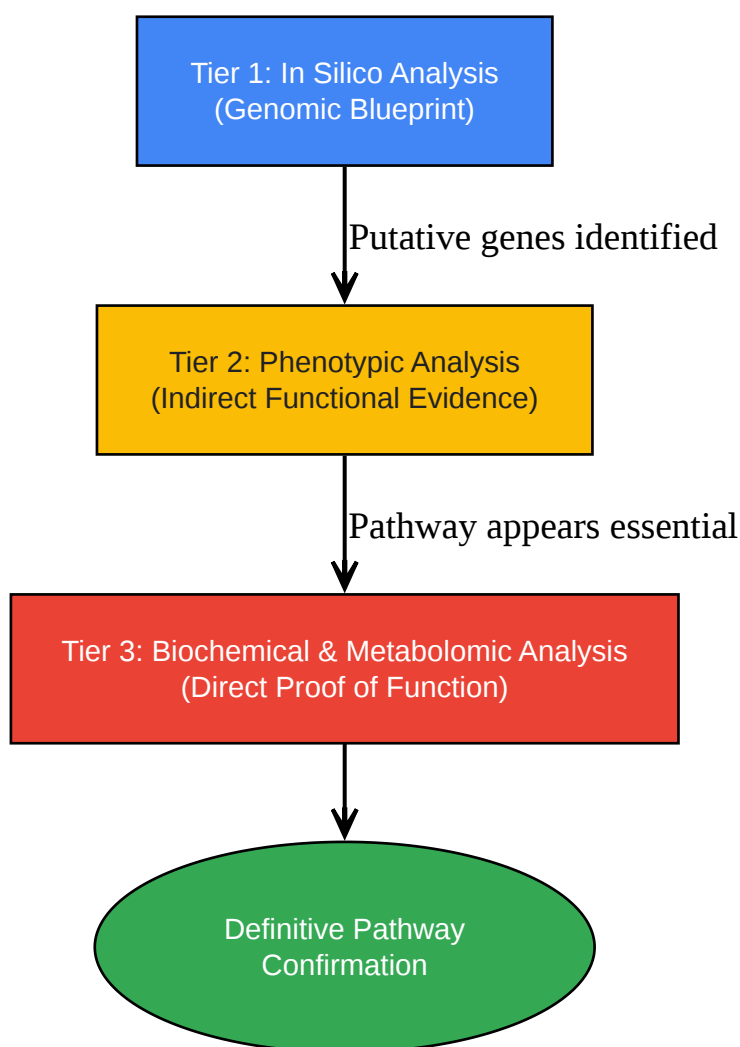 Tier 1: In Silico Analysis
(Genomic Blueprint)
Putative genes identified
Tier 2: Phenotypic Analysis
(Indirect Functional Evidence)
Pathway appears essential
Tier 3: Biochemical & Metabolomic Analysis
(Direct Proof of Function)
Definitive Pathway
Confirmation